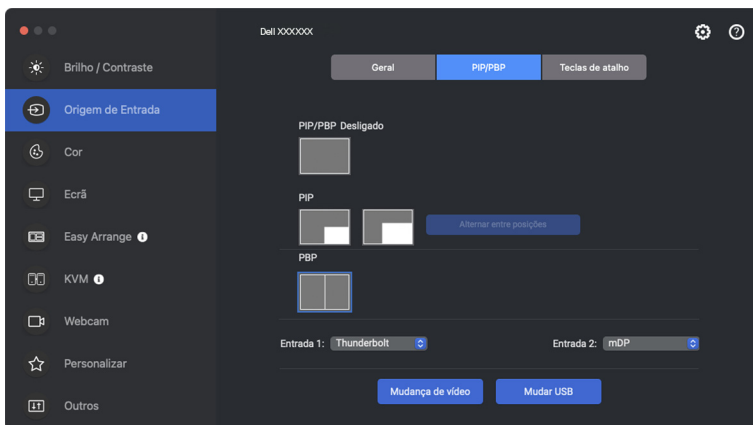 Dell XXXXXX
Brilho / Contraste
Origem de Entrada
Cor
Ecrã
Easy Arrange
KVM
Webcam
Personalizar
Outros
Geral
PIP/PBP
Teclas de atalho
PIP/PBP Desligado
PIP
Alternar entre posições
PBP
Entrada 1: Thunderbolt
Entrada 2: mDP
Mudança de vídeo
Mudar USB